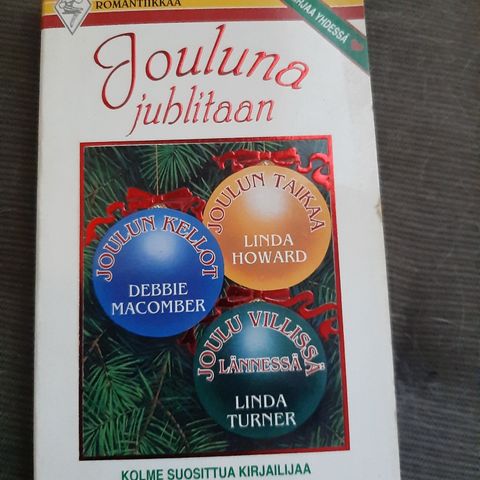 ROMANTIIKKAA
YHDESSÄ
Jouluna
juhlitaan
JOULUN TAIKAA
LINDA
HOWARD
JOULUN KELLOT
DEBBIE
MACOMBER
JOULU VILLISSÄ
LÄNNESSÄ
LINDA
TURNER
KOLME SUOSITTUA KIRJAILIJAA